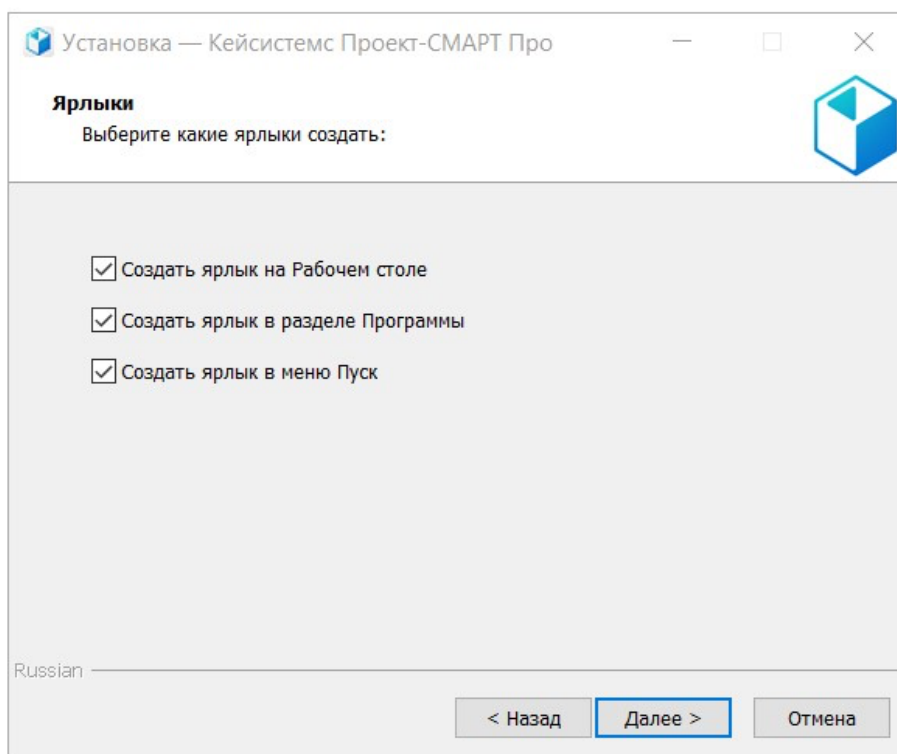 Установка — Кейсистемс Проект-СМАРТ Про
Ярлыки
Выберите какие ярлыки создать:
Создать ярлык на Рабочем столе
Создать ярлык в разделе Программы
Создать ярлык в меню Пуск
Russian
< Назад
Далее >
Отмена